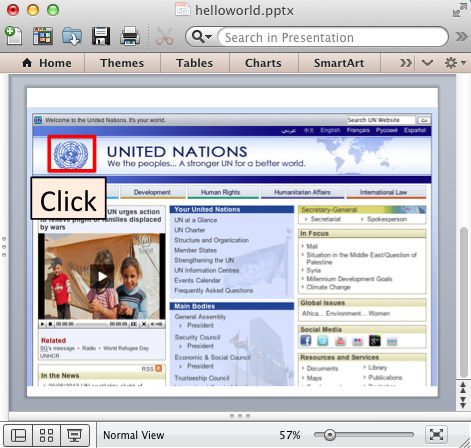 helloworld.pptx
Search in Presentation
Home Themes Tables Charts SmartArt
Welcome to the United Nations. It's your world.
Search UN Website Go
عربي 中文 English Français Русский Español
UNITED NATIONS
We the peoples... A stronger UN for a better world.
Click
Development Human Rights Humanitarian Affairs International Law
UN urges action
to relieve plight of families displaced
by wars
00:00:00 00:00:00
Related
SG's message • Radio • World Refugee Day
UNHCR
RSS
In the News
Your United Nations
UN at a Glance
UN Charter
Structure and Organization
Member States
Strengthening the UN
UN Information Centres
Events Calendar
Frequently Asked Questions
Main Bodies
General Assembly
› President
Security Council
› President
Economic & Social Council
› President
Trusteeship Council
Secretary-General
› Secretariat › Spokesperson
In Focus
› Mali
› Situation in the Middle East/Question of
Palestine
› Syria
› Millennium Development Goals
› Climate Change
Global Issues
Africa... Environment... Women
Social Media
Resources and Services
› Documents › Library
› Maps › Publications
Normal View 57%